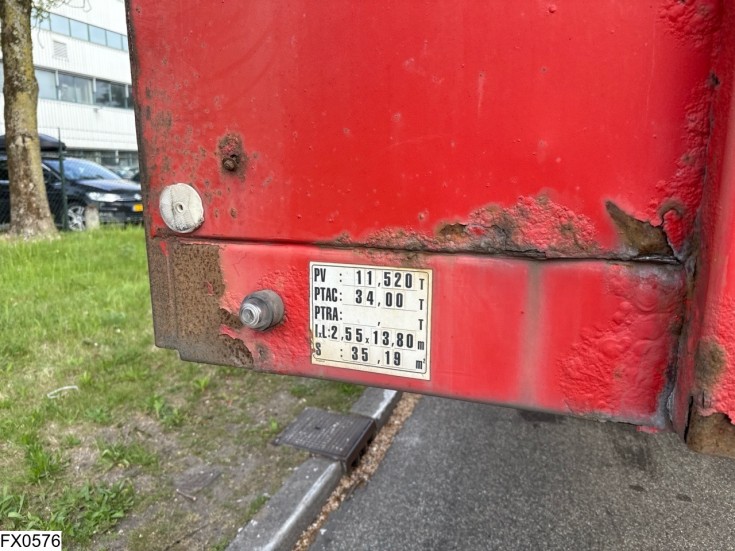 PV : 11,520 T
PTAC: 34,00 T
PTRA: , T
l.L: 2,55 x 13,80 m
S : 35,19 m²
FX0576